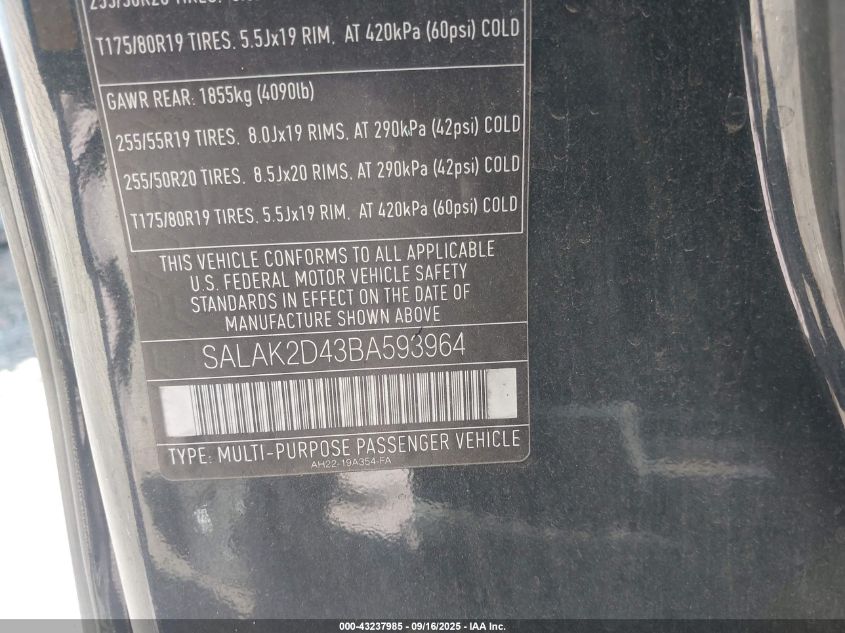 255/50R20 TIRES.
T175/80R19 TIRES. 5.5Jx19 RIM, AT 420kPa (60psi) COLD
GAWR REAR: 1855kg (4090lb)
255/55R19 TIRES. 8.0Jx19 RIMS, AT 290kPa (42psi) COLD
255/50R20 TIRES. 8.5Jx20 RIMS, AT 290kPa (42psi) COLD
T175/80R19 TIRES. 5.5Jx19 RIM, AT 420kPa (60psi) COLD
THIS VEHICLE CONFORMS TO ALL APPLICABLE
U.S. FEDERAL MOTOR VEHICLE SAFETY
STANDARDS IN EFFECT ON THE DATE OF
MANUFACTURE SHOWN ABOVE
SALAK2D43BA593964
TYPE: MULTI-PURPOSE PASSENGER VEHICLE
AH22-19A354-FA
000-43237985 - 09/16/2025 - IAA Inc.